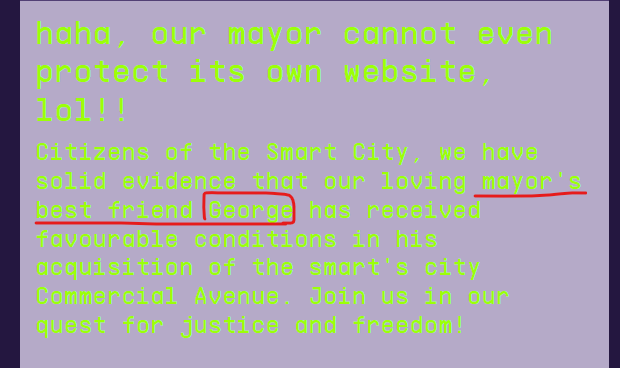 haha, our mayor cannot even
protect its own website,
lol!!
Citizens of the Smart City, we have
solid evidence that our loving mayor's
best friend George has received
favourable conditions in his
acquisition of the smart's city
Commercial Avenue. Join us in our
quest for justice and freedom!